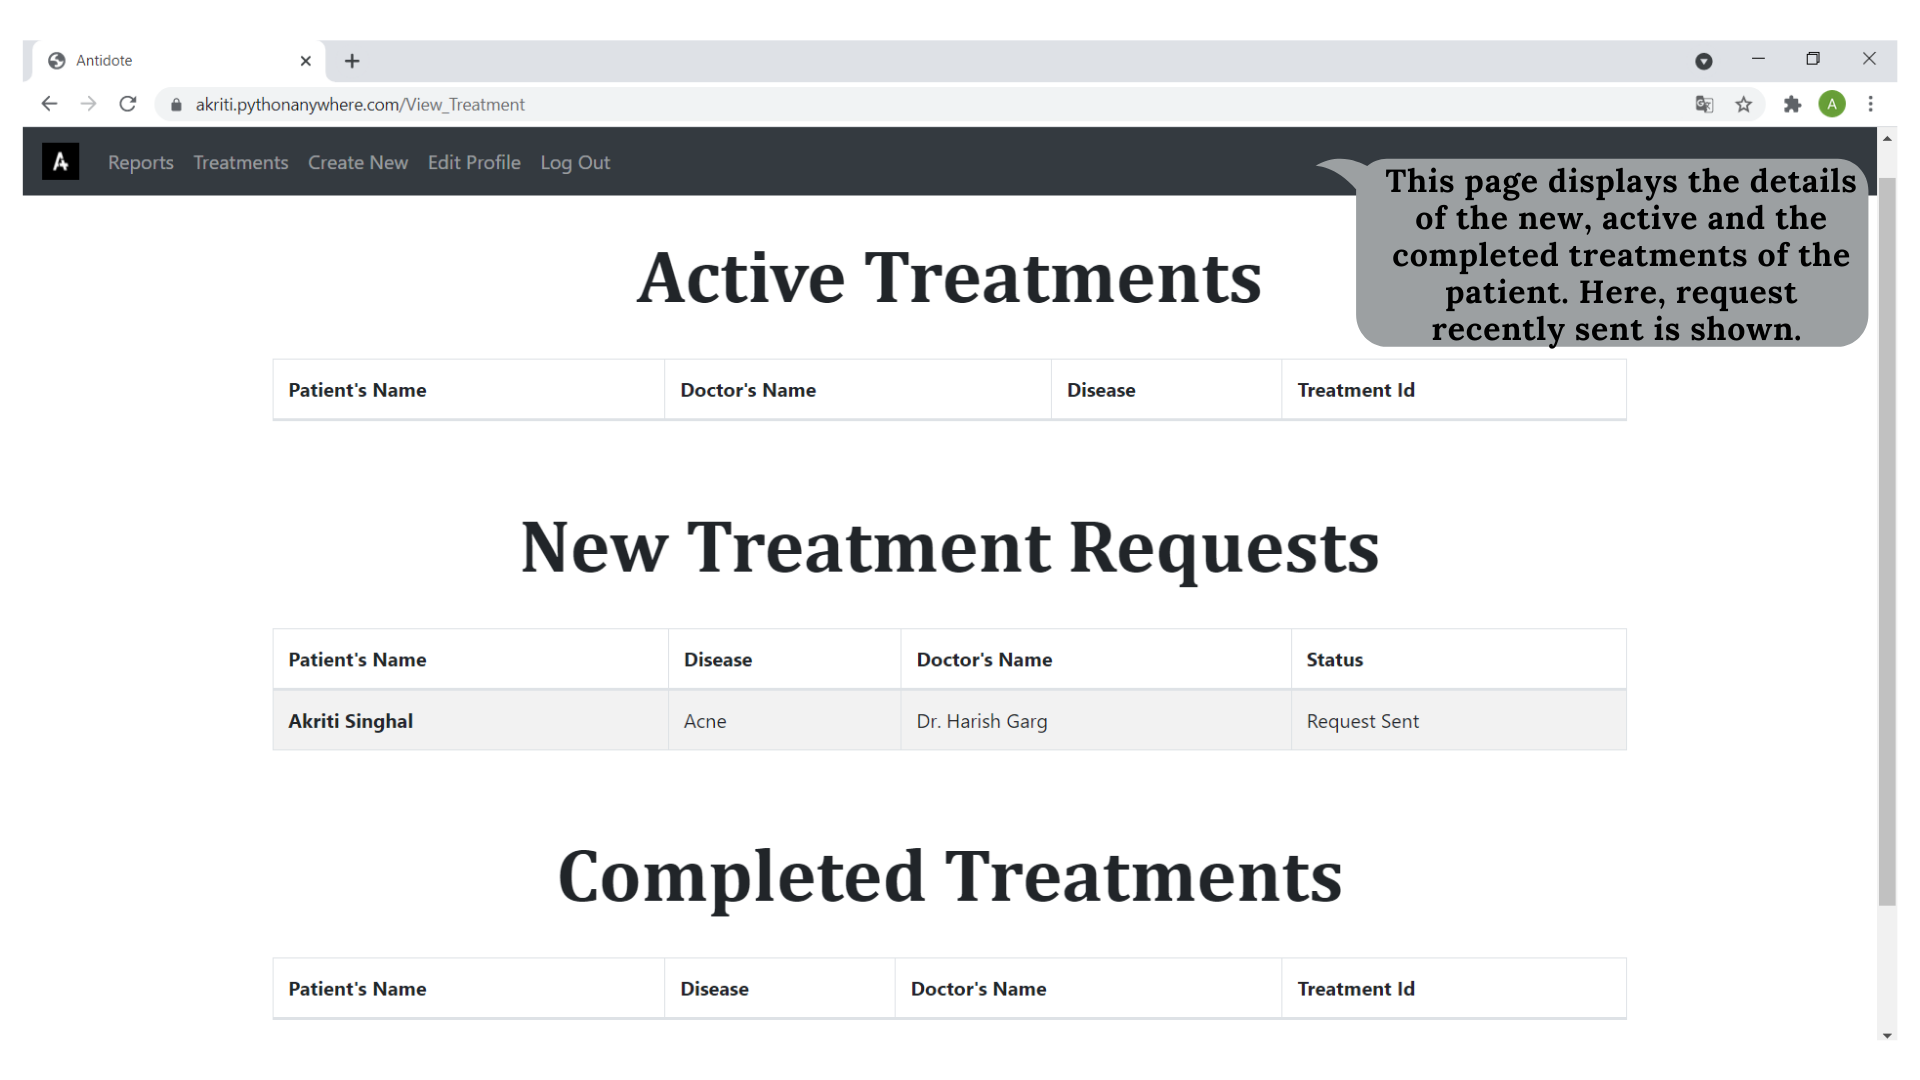 Antidote
akriti.pythonanywhere.com/View_Treatment
A
A
Reports Treatments Create New Edit Profile Log Out
This page displays the details
of the new, active and the
completed treatments of the
patient. Here, request
recently sent is shown.
Active Treatments
Patient's Name Doctor's Name Disease Treatment Id
New Treatment Requests
Patient's Name Disease Doctor's Name Status
Akriti Singhal Acne Dr. Harish Garg Request Sent
Completed Treatments
Patient's Name Disease Doctor's Name Treatment Id